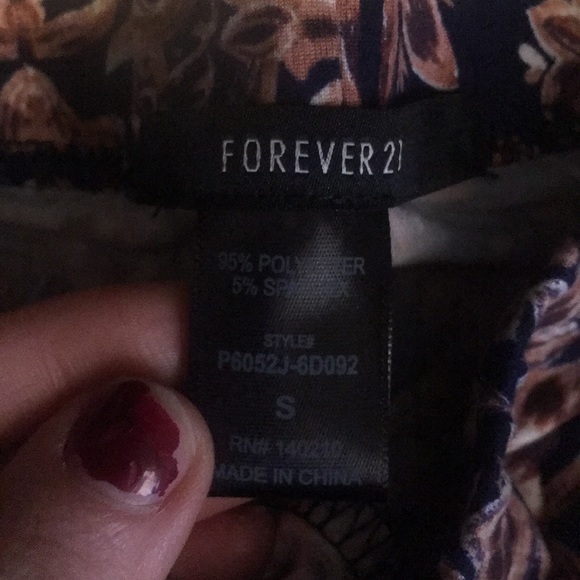 FOREVER 21
95% POLYESTER
5% SPANDEX
STYLE#
P6052J-6D092
S
RN# 140210
MADE IN CHINA